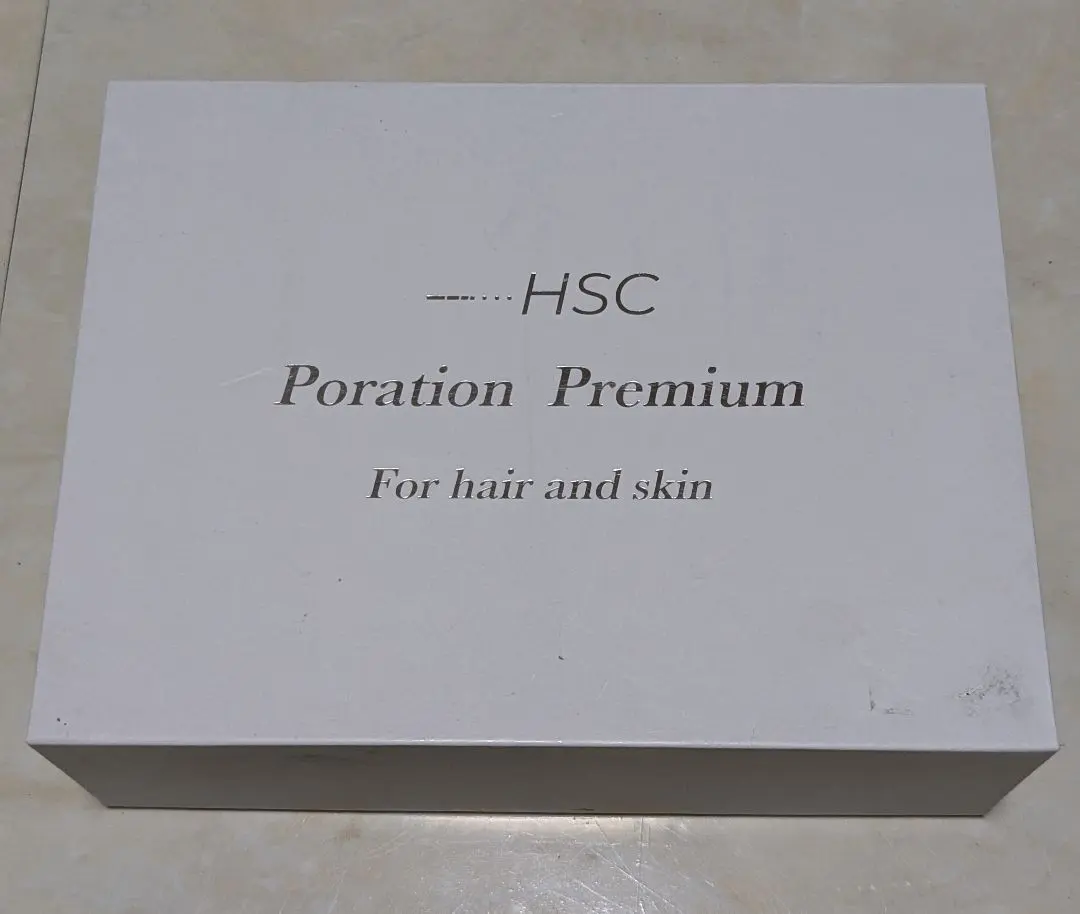 HSC
Poration Premium
For hair and skin